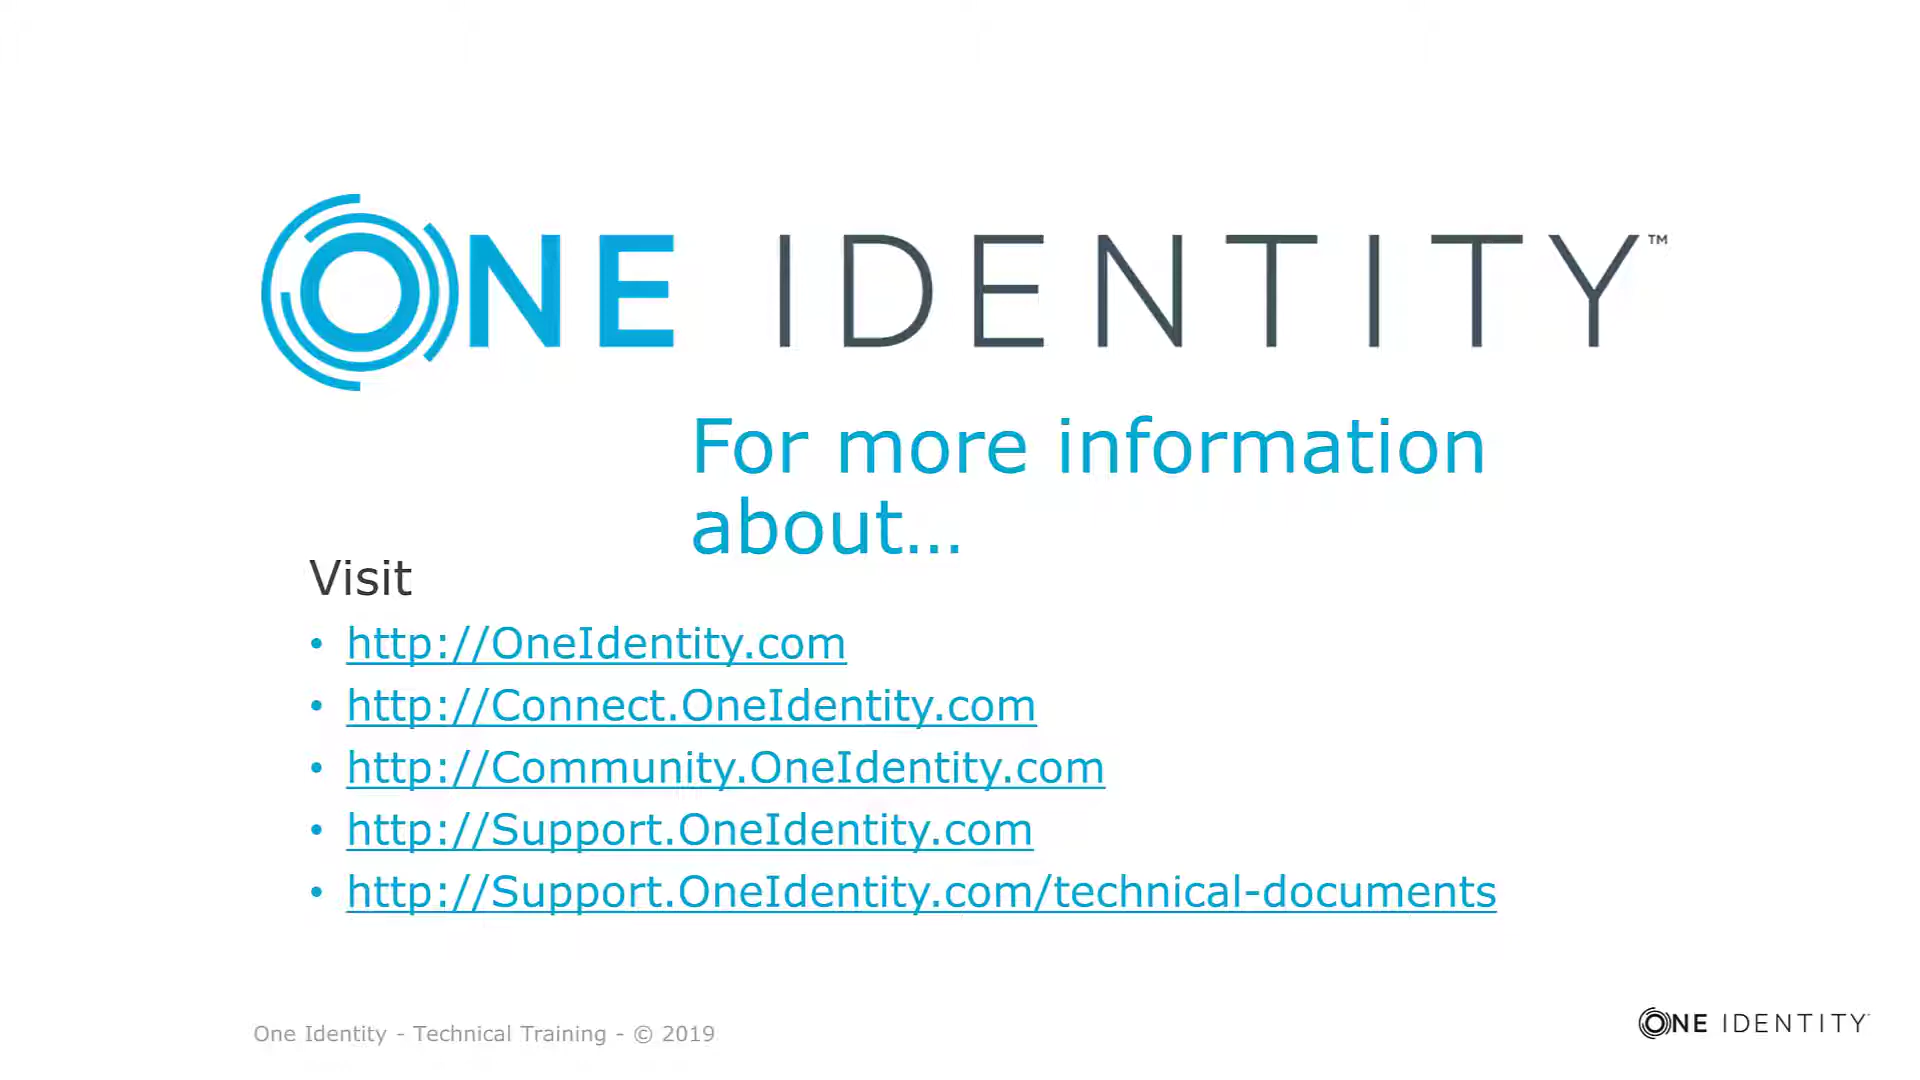 ONE IDENTITY™
For more information
about...
Visit
• http://OneIdentity.com
• http://Connect.OneIdentity.com
• http://Community.OneIdentity.com
• http://Support.OneIdentity.com
• http://Support.OneIdentity.com/technical-documents
One Identity - Technical Training - © 2019
ONE IDENTITY